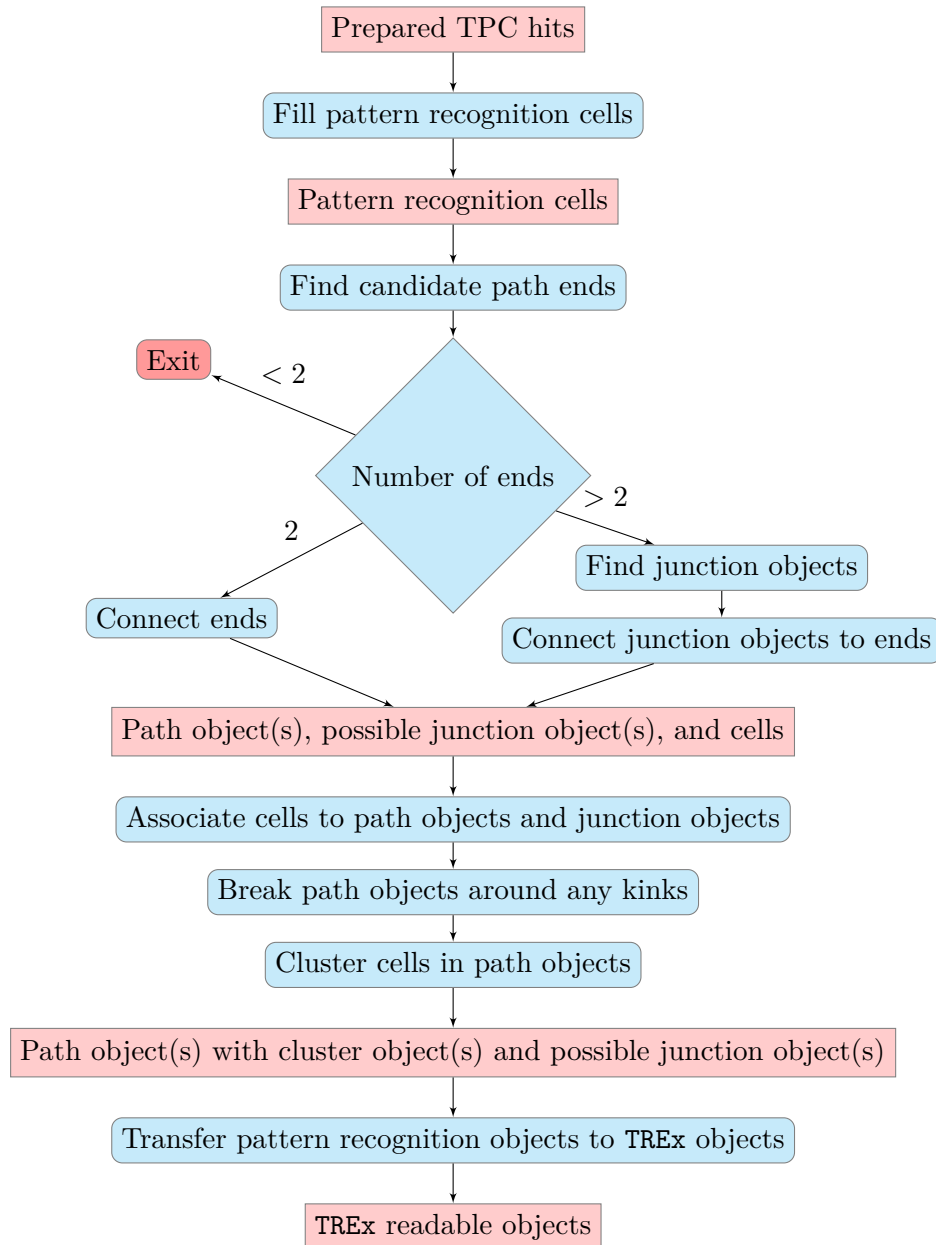 Prepared TPC hits
Fill pattern recognition cells
Pattern recognition cells
Find candidate path ends
Exit
< 2
Number of ends
> 2
2
Find junction objects
Connect ends
Connect junction objects to ends
Path object(s), possible junction object(s), and cells
Associate cells to path objects and junction objects
Break path objects around any kinks
Cluster cells in path objects
Path object(s) with cluster object(s) and possible junction object(s)
Transfer pattern recognition objects to TREx objects
TREx readable objects